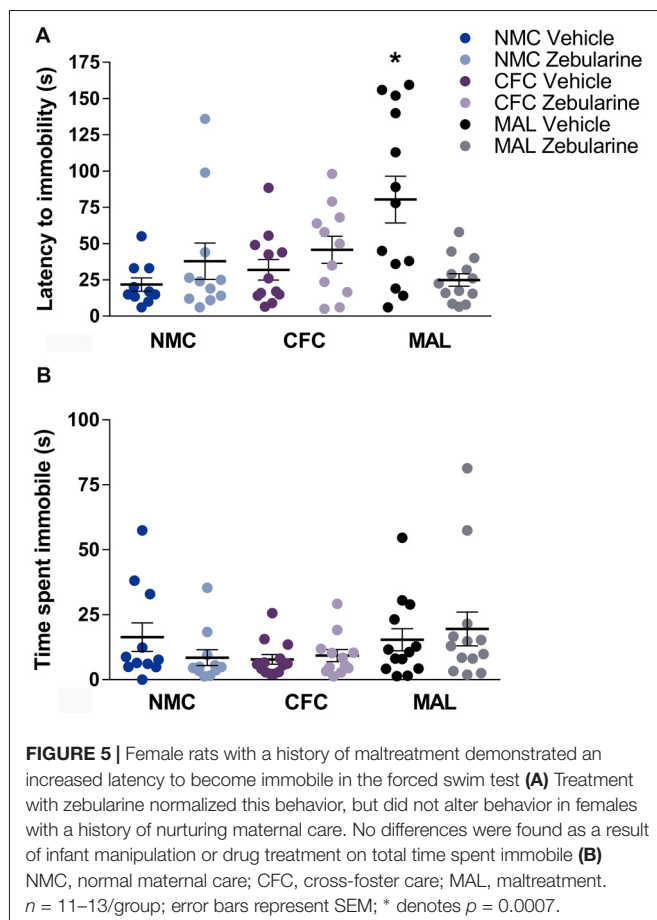 A
Latency to immobility (s)
175
150
125
100
75
50
25
0
*
NMC Vehicle
NMC Zebularine
CFC Vehicle
CFC Zebularine
MAL Vehicle
MAL Zebularine
NMC CFC MAL
B
Time spent immobile (s)
100
75
50
25
0
NMC CFC MAL
FIGURE 5 | Female rats with a history of maltreatment demonstrated an
increased latency to become immobile in the forced swim test (A) Treatment
with zebularine normalized this behavior, but did not alter behavior in females
with a history of nurturing maternal care. No differences were found as a result
of infant manipulation or drug treatment on total time spent immobile (B)
NMC, normal maternal care; CFC, cross-foster care; MAL, maltreatment.
n = 11–13/group; error bars represent SEM; * denotes p = 0.0007.